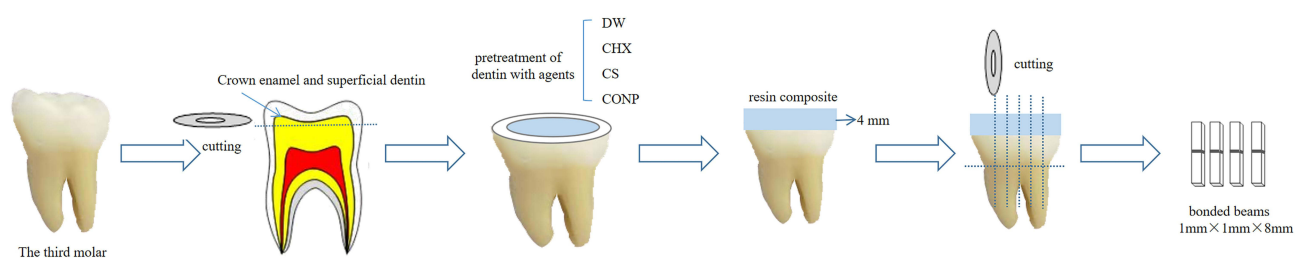 The third molar
cutting
Crown enamel and superficial dentin
pretreatment of
dentin with agents
DW
CHX
CS
CONP
resin composite
4 mm
cutting
bonded beams
1mm×1mm×8mm